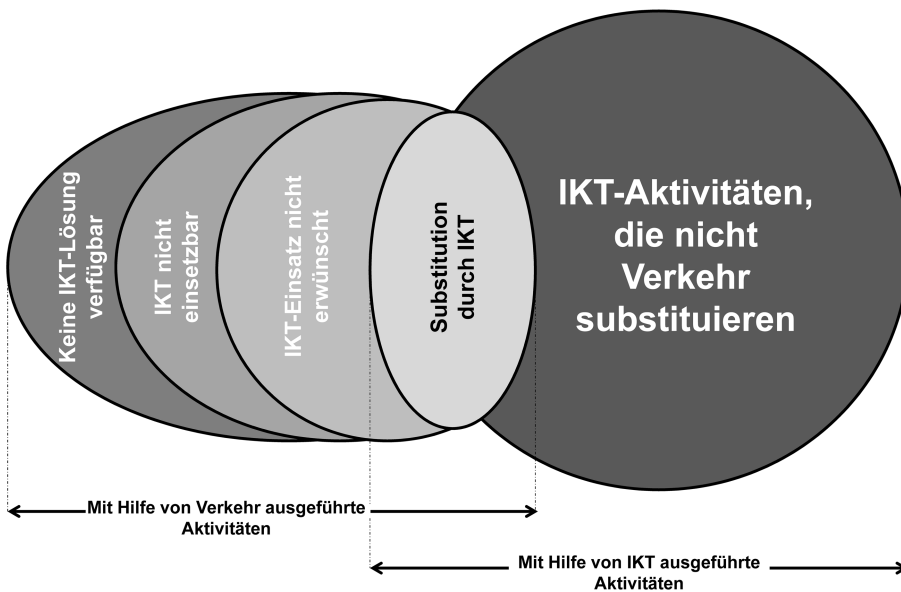 Keine IKT-Lösung
verfügbar
IKT nicht
einsetzbar
IKT-Einsatz nicht
erwünscht
Substitution
durch IKT
IKT-Aktivitäten,
die nicht
Verkehr
substituieren
Mit Hilfe von Verkehr ausgeführte
Aktivitäten
Mit Hilfe von IKT ausgeführte
Aktivitäten